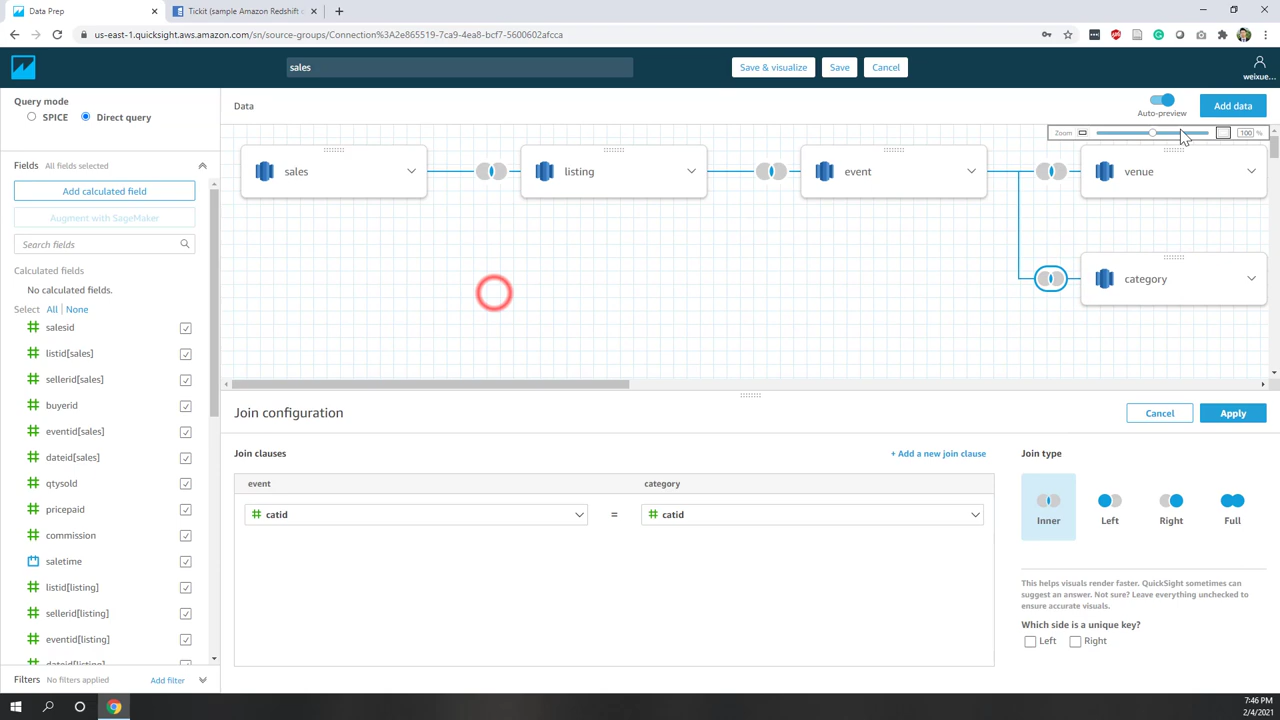 Data Prep
Tickit (sample Amazon Redshift d
us-east-1.quicksight.aws.amazon.com/sn/source-groups/Connection%3A2e865519-7ca9-4ea8-bcf7-5600602afcca
sales
Save & visualize
Save
Cancel
weixue...
Query mode
SPICE
Direct query
Data
Auto-preview
Add data
Zoom
100 %
Fields All fields selected
Add calculated field
Augment with SageMaker
Search fields
Calculated fields
No calculated fields.
Select All | None
salesid
listid[sales]
sellerid[sales]
buyerid
eventid[sales]
dateid[sales]
qtysold
pricepaid
commission
saletime
listid[listing]
sellerid[listing]
eventid[listing]
dateid[listing]
Filters No filters applied
Add filter
sales
listing
event
venue
category
Join configuration
Cancel
Apply
Join clauses
+ Add a new join clause
event
category
catid
=
catid
Join type
Inner
Left
Right
Full
This helps visuals render faster. QuickSight sometimes can
suggest an answer. Not sure? Leave everything unchecked to
ensure accurate visuals.
Which side is a unique key?
Left
Right
7:46 PM
2/4/2021